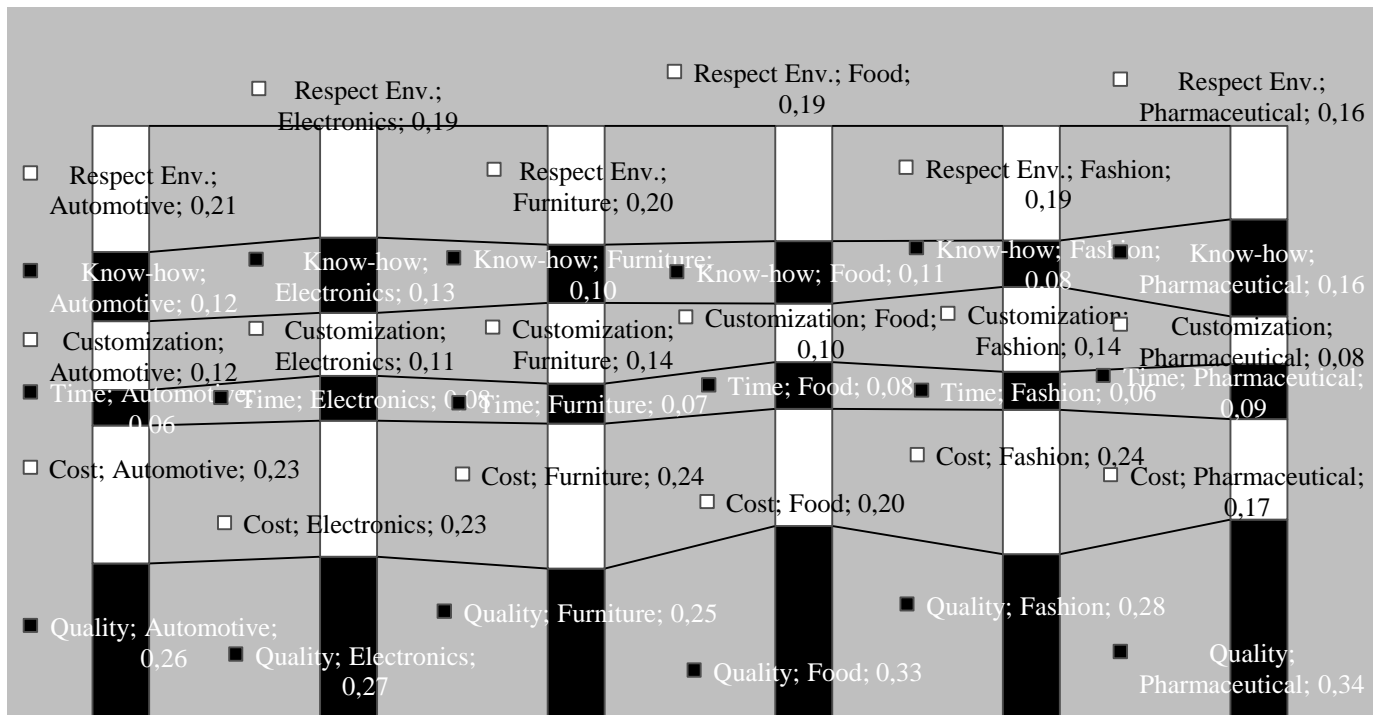 Respect Env.; Food;
0,19
Respect Env.;
Electronics; 0,19
Respect Env.;
Pharmaceutical; 0,16
Respect Env.;
Automotive; 0,21
Respect Env.;
Furniture; 0,20
Respect Env.; Fashion;
0,19
Know-how;
Automotive; 0,12
Know-how;
Electronics; 0,13
Know-how; Furniture;
0,10
Know-how; Food; 0,11
Know-how; Fashion;
0,08
Know-how;
Pharmaceutical; 0,16
Customization;
Automotive; 0,12
Customization;
Electronics; 0,11
Customization;
Furniture; 0,14
Customization; Food;
0,10
Customization;
Fashion; 0,14
Customization;
Pharmaceutical; 0,08
Time; Automotive;
0,06
Time; Electronics; 0,08
Time; Furniture; 0,07
Time; Food; 0,08
Time; Fashion; 0,06
Time; Pharmaceutical;
0,09
Cost; Automotive; 0,23
Cost; Electronics; 0,23
Cost; Furniture; 0,24
Cost; Food; 0,20
Cost; Fashion; 0,24
Cost; Pharmaceutical;
0,17
Quality; Automotive;
0,26
Quality; Electronics;
0,27
Quality; Furniture; 0,25
Quality; Food; 0,33
Quality; Fashion; 0,28
Quality;
Pharmaceutical; 0,34